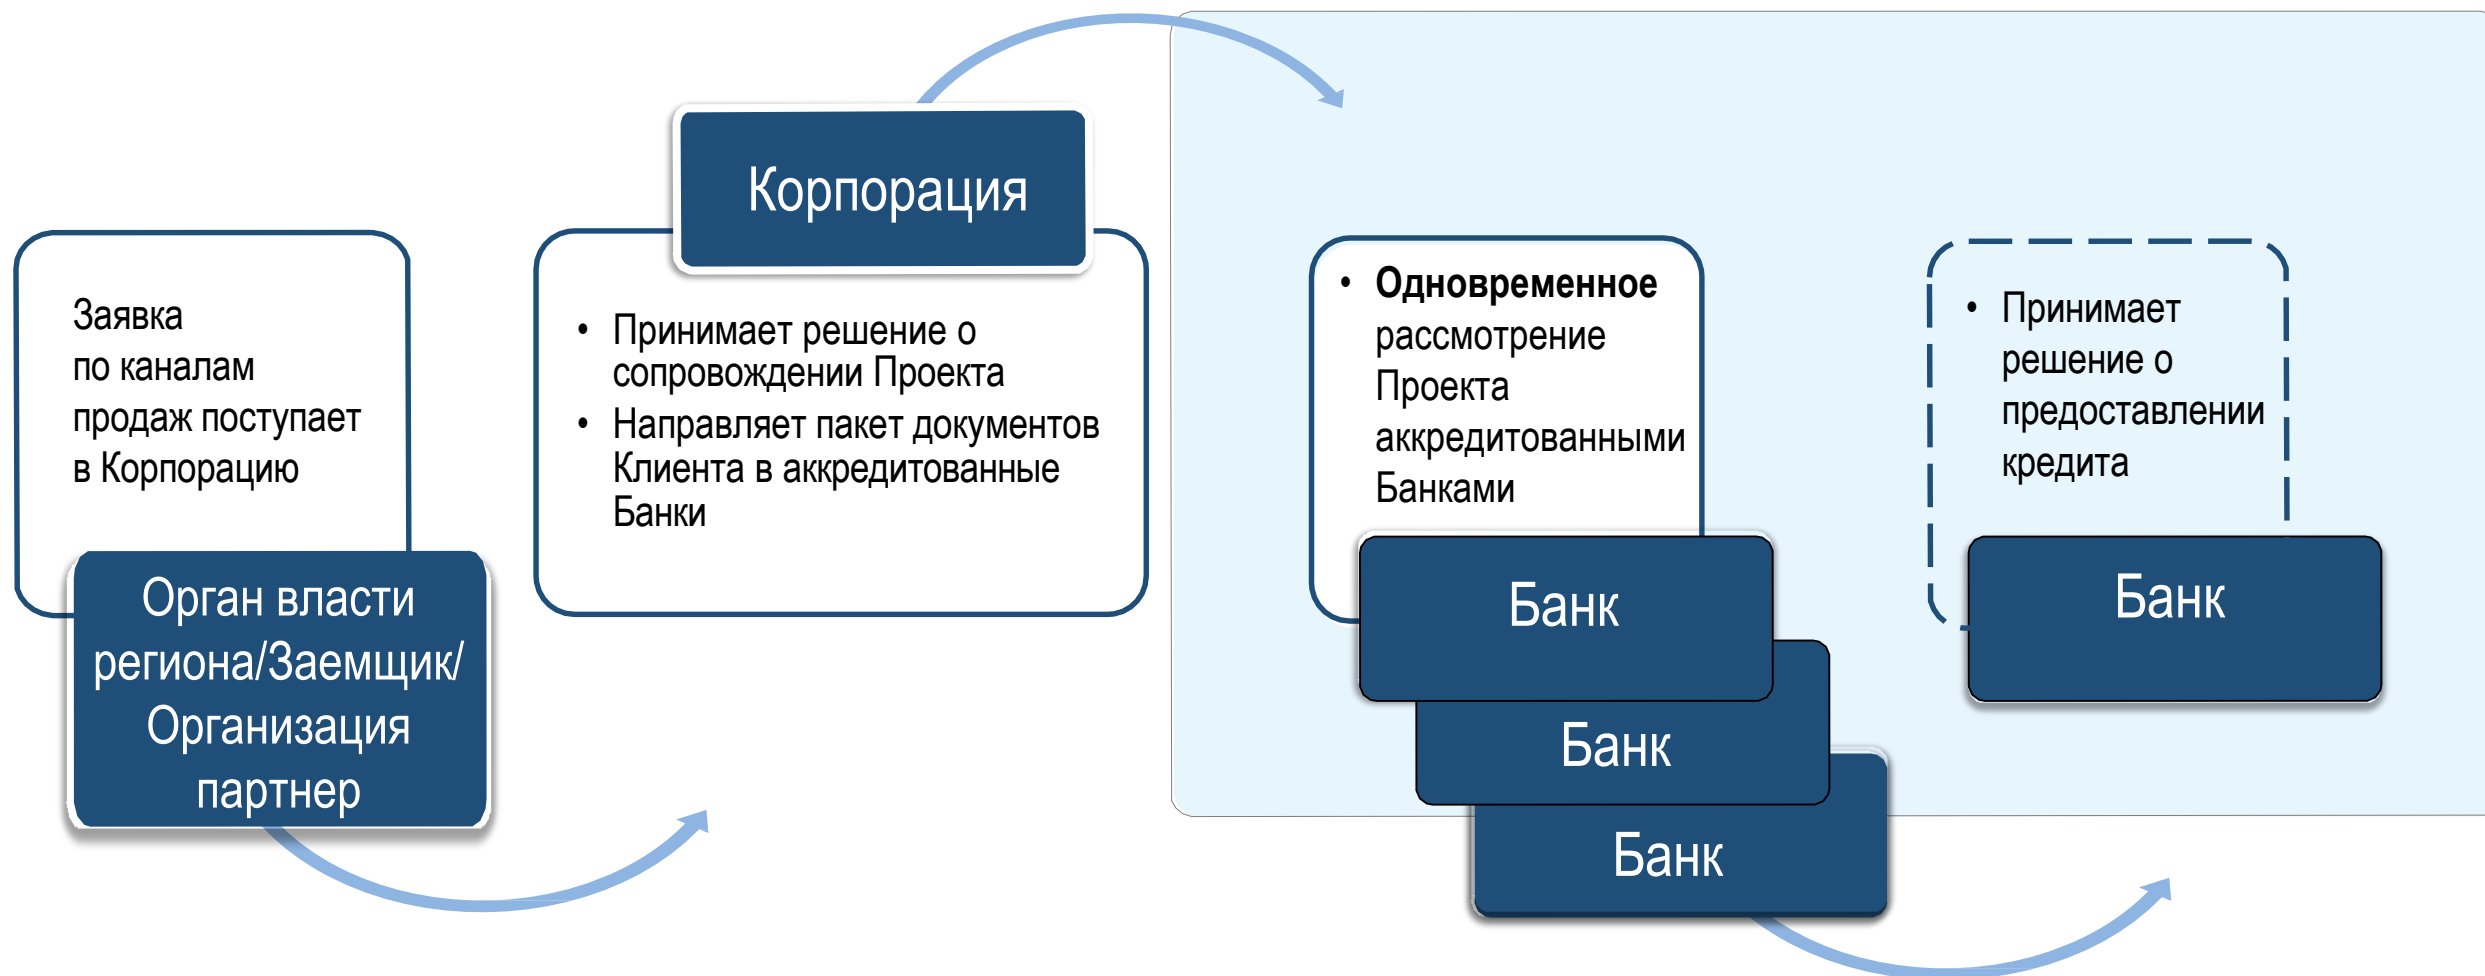 Заявка
по каналам
продаж поступает
в Корпорацию
Орган власти
региона/Заемщик/
Организация
партнер
Корпорация
• Принимает решение о
сопровождении Проекта
• Направляет пакет документов
Клиента в аккредитованные
Банки
• Одновременное
рассмотрение
Проекта
аккредитованными
Банками
Банк
Банк
Банк
• Принимает
решение о
предоставлении
кредита
Банк